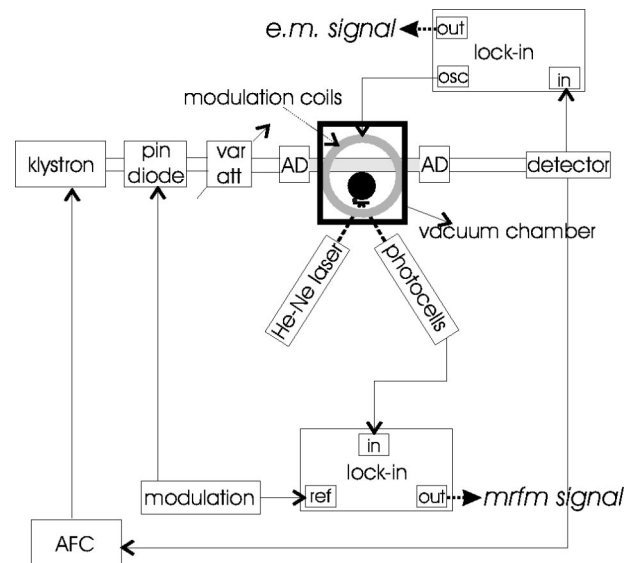 e.m. signal
out
lock-in
osc
in
modulation coils
klystron
pin
diode
var
att
AD
AD
detector
vacuum chamber
He-Ne laser
photocells
in
lock-in
modulation
ref
out
mrfm signal
AFC